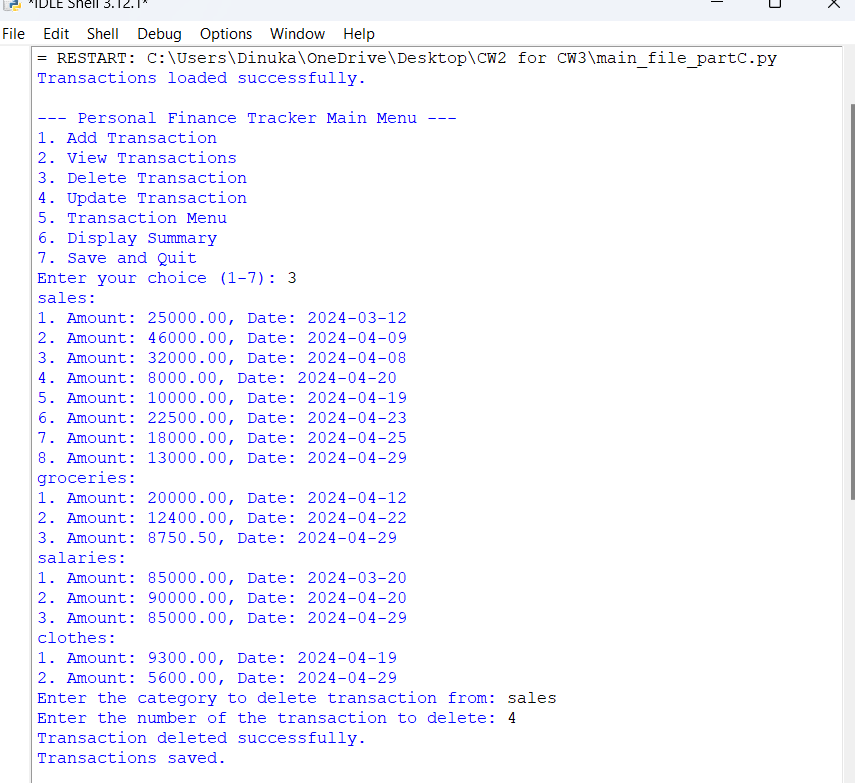 *IDLE Shell 3.12.1*
File Edit Shell Debug Options Window Help
= RESTART: C:\Users\Dinuka\OneDrive\Desktop\CW2 for CW3\main_file_partC.py
Transactions loaded successfully.
--- Personal Finance Tracker Main Menu ---
1. Add Transaction
2. View Transactions
3. Delete Transaction
4. Update Transaction
5. Transaction Menu
6. Display Summary
7. Save and Quit
Enter your choice (1-7): 3
sales:
1. Amount: 25000.00, Date: 2024-03-12
2. Amount: 46000.00, Date: 2024-04-09
3. Amount: 32000.00, Date: 2024-04-08
4. Amount: 8000.00, Date: 2024-04-20
5. Amount: 10000.00, Date: 2024-04-19
6. Amount: 22500.00, Date: 2024-04-23
7. Amount: 18000.00, Date: 2024-04-25
8. Amount: 13000.00, Date: 2024-04-29
groceries:
1. Amount: 20000.00, Date: 2024-04-12
2. Amount: 12400.00, Date: 2024-04-22
3. Amount: 8750.50, Date: 2024-04-29
salaries:
1. Amount: 85000.00, Date: 2024-03-20
2. Amount: 90000.00, Date: 2024-04-20
3. Amount: 85000.00, Date: 2024-04-29
clothes:
1. Amount: 9300.00, Date: 2024-04-19
2. Amount: 5600.00, Date: 2024-04-29
Enter the category to delete transaction from: sales
Enter the number of the transaction to delete: 4
Transaction deleted successfully.
Transactions saved.